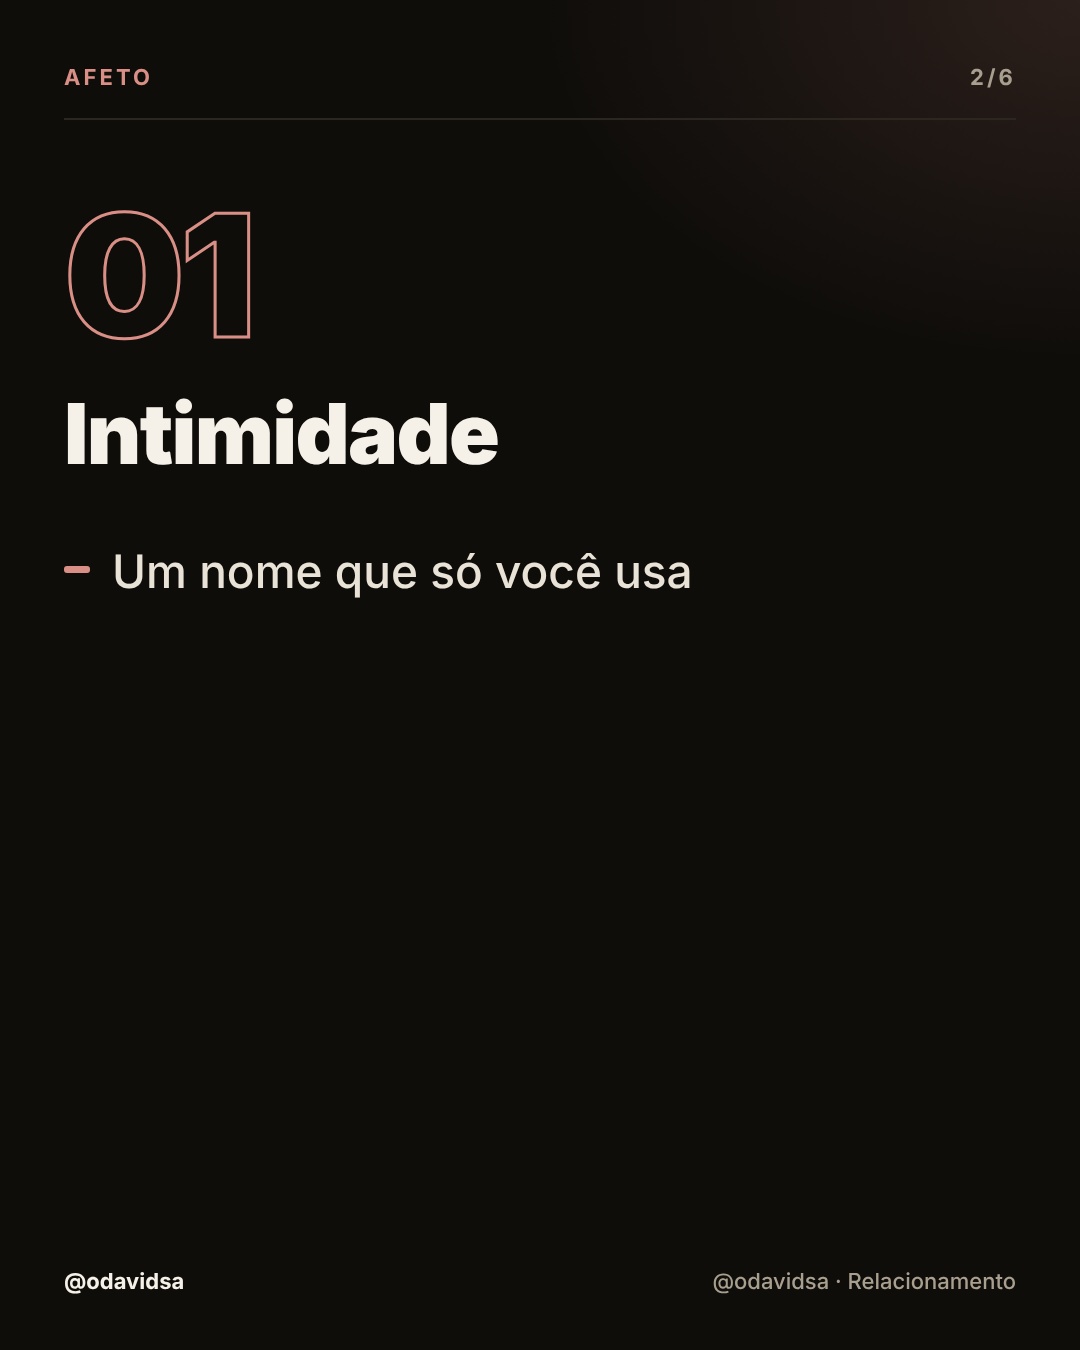 AFETO
2/6
01
Intimidade
Um nome que só você usa
@odavidsa
@odavidsa · Relacionamento